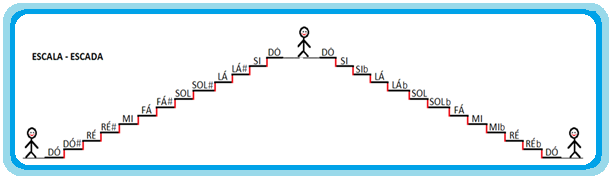 ESCALA - ESCADA
DÓ DÓ# RÉ RÉ# MI FÁ FÁ# SOL SOL# LÁ LÁ# SI DÓ
DÓ SI SIb LÁ LÁb SOL SOLb FÁ MI MIb RÉ RÉb DÓ